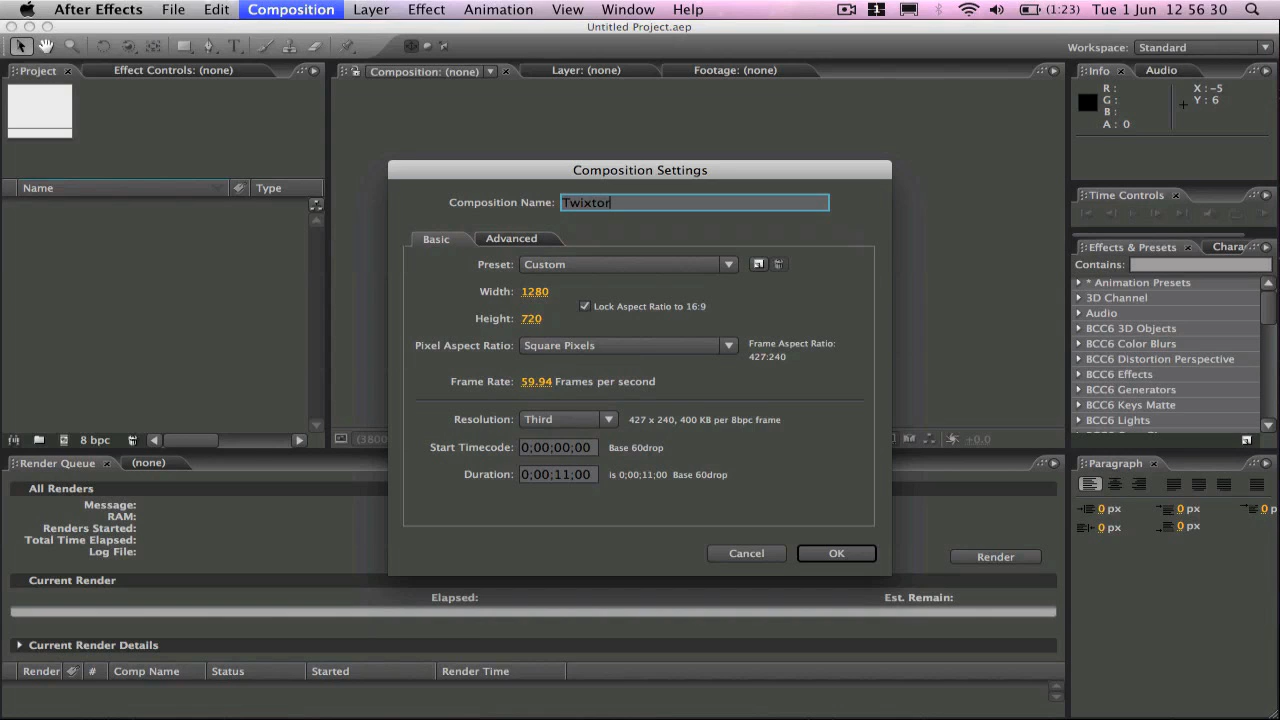 After Effects File Edit Composition Layer Effect Animation View Window Help 1 (1:23) Tue 1 Jun 12 56 30
Untitled Project.aep
Workspace: Standard
Project × Effect Controls: (none)
Composition: (none) × Layer: (none) Footage: (none)
Info × Audio
R :
G :
B :
A : 0
X : -5
Y : 6
Name Type
Composition Settings
Composition Name: Twixtor
Basic Advanced
Preset: Custom
Width: 1280
Lock Aspect Ratio to 16:9
Height: 720
Pixel Aspect Ratio: Square Pixels
Frame Aspect Ratio:
427:240
Frame Rate: 59.94 Frames per second
Resolution: Third 427 x 240, 400 KB per 8bpc frame
Start Timecode: 0;00;00;00 Base 60drop
Duration: 0;00;11;00 is 0;00;11;00 Base 60drop
Cancel OK
Time Controls ×
Effects & Presets × Chara
Contains:
* Animation Presets
3D Channel
Audio
BCC6 3D Objects
BCC6 Color Blurs
BCC6 Distortion Perspective
BCC6 Effects
BCC6 Generators
BCC6 Keys Matte
BCC6 Lights
8 bpc
(3800
+0.0
Render Queue × (none)
All Renders
Message:
RAM:
Renders Started:
Total Time Elapsed:
Log File:
Render
Current Render
Elapsed: Est. Remain:
Current Render Details
Render # Comp Name Status Started Render Time
Paragraph ×
0 px 0 px 0 p
0 px 0 px